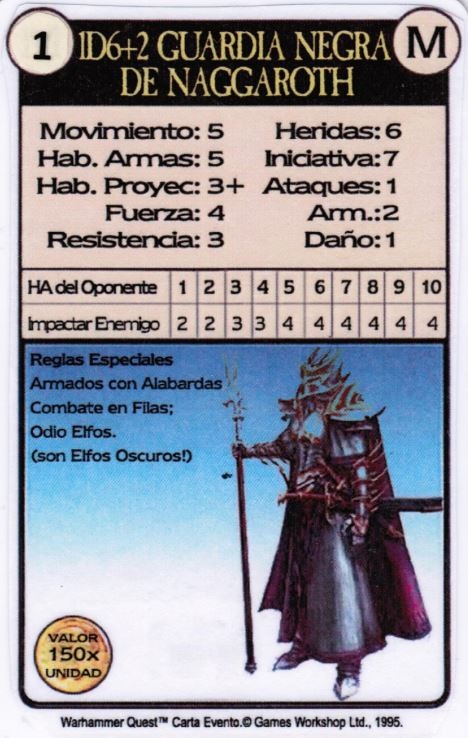 1
1D6+2 GUARDIA NEGRA
M
DE NAGGAROTH
Movimiento: 5 Heridas: 6
Hab. Armas: 5 Iniciativa: 7
Hab. Proyec: 3+ Ataques: 1
Fuerza: 4 Arm.: 2
Resistencia: 3 Daño: 1
HA del Oponente 1 2 3 4 5 6 7 8 9 10
Impactar Enemigo 2 2 3 3 4 4 4 4 4 4
Reglas Especiales
Armados con Alabardas
Combate en Filas;
Odio Elfos.
(son Elfos Oscuros!)
VALOR
150x
UNIDAD
Warhammer Quest™ Carta Evento.© Games Workshop Ltd., 1995.